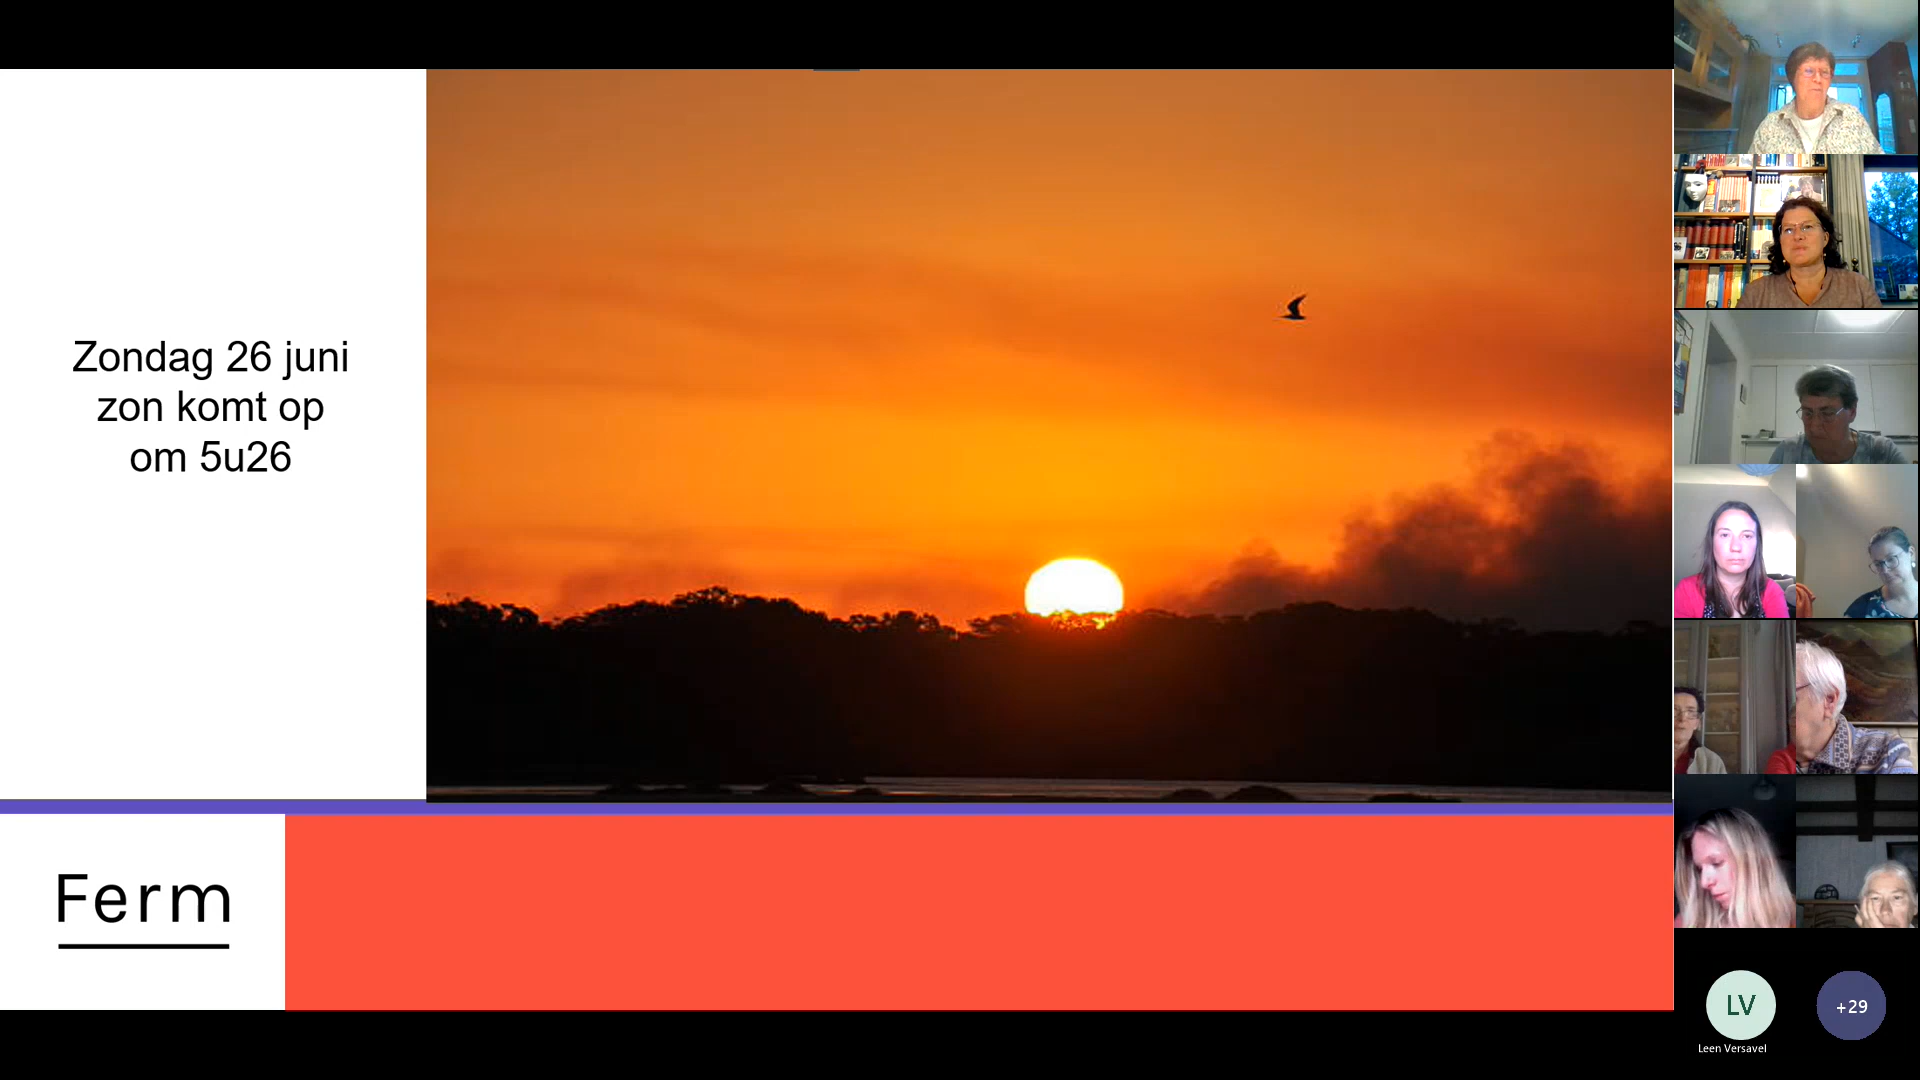 Zondag 26 juni
zon komt op
om 5u26
Ferm
LV
+29
Leen Versavel